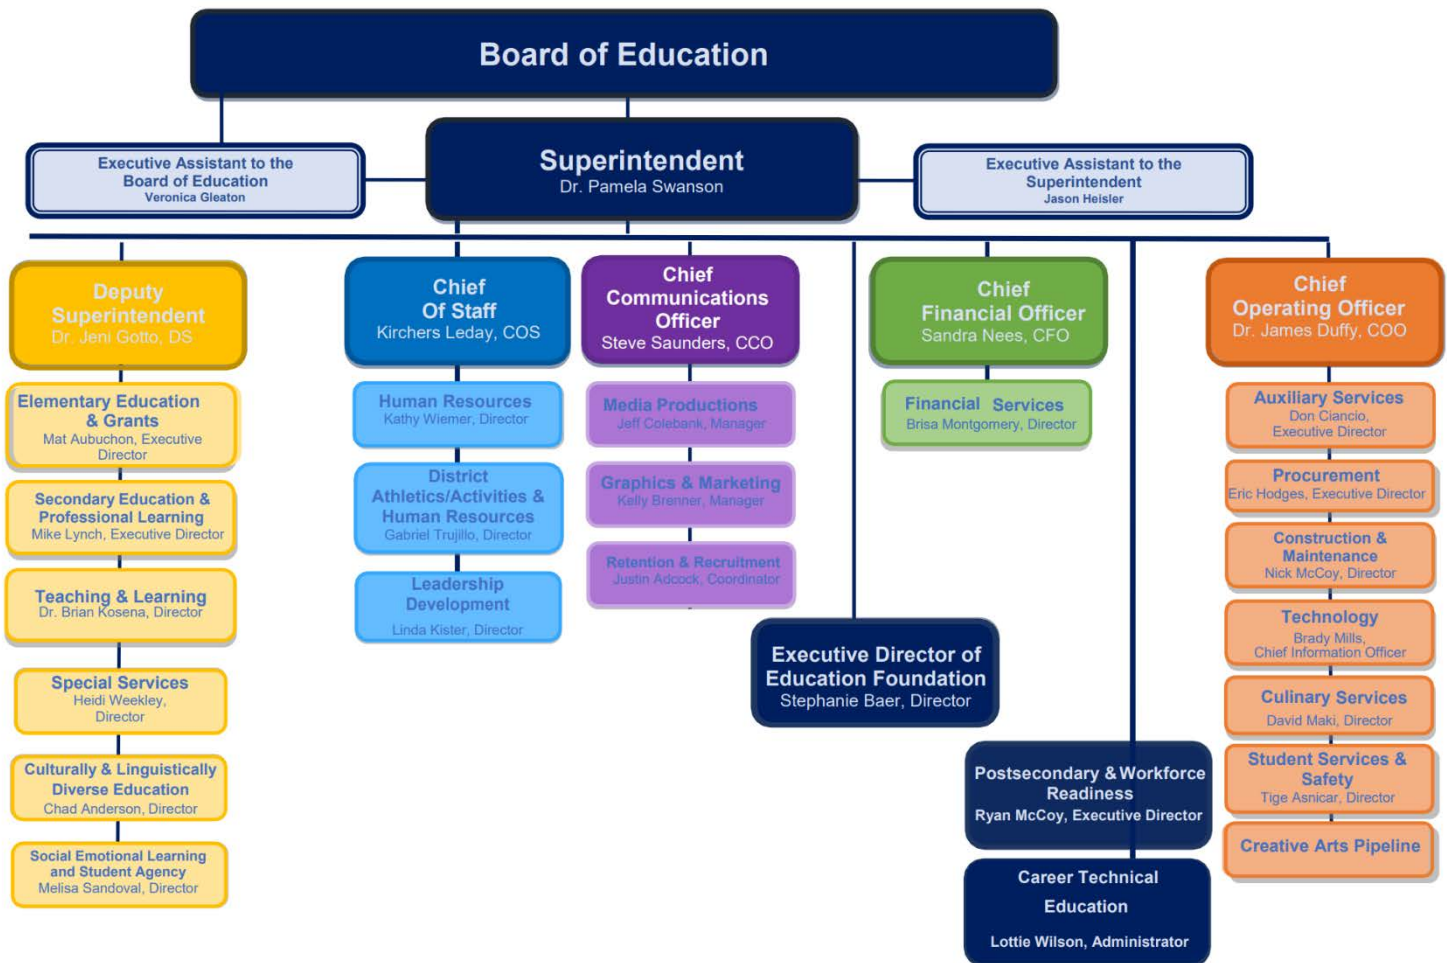 Board of Education
Executive Assistant to the
Board of Education
Veronica Gleaton
Superintendent
Dr. Pamela Swanson
Executive Assistant to the
Superintendent
Jason Heisler
Deputy
Superintendent
Dr. Jeni Gotto, DS
Elementary Education
& Grants
Mat Aubuchon, Executive
Director
Secondary Education &
Professional Learning
Mike Lynch, Executive Director
Teaching & Learning
Dr. Brian Kosena, Director
Special Services
Heidi Weekley,
Director
Culturally & Linguistically
Diverse Education
Chad Anderson, Director
Social Emotional Learning
and Student Agency
Melisa Sandoval, Director
Chief
Of Staff
Kirchers Leday, COS
Human Resources
Kathy Wiemer, Director
District
Athletics/Activities &
Human Resources
Gabriel Trujillo, Director
Leadership
Development
Linda Kister, Director
Chief
Communications
Officer
Steve Saunders, CCO
Media Productions
Jeff Colebank, Manager
Graphics & Marketing
Kelly Brenner, Manager
Retention & Recruitment
Justin Adcock, Coordinator
Executive Director of
Education Foundation
Stephanie Baer, Director
Chief
Financial Officer
Sandra Nees, CFO
Financial Services
Brisa Montgomery, Director
Postsecondary & Workforce
Readiness
Ryan McCoy, Executive Director
Career Technical
Education
Lottie Wilson, Administrator
Chief
Operating Officer
Dr. James Duffy, COO
Auxiliary Services
Don Ciancio,
Executive Director
Procurement
Eric Hodges, Executive Director
Construction &
Maintenance
Nick McCoy, Director
Technology
Brady Mills,
Chief Information Officer
Culinary Services
David Maki, Director
Student Services &
Safety
Tige Asnicar, Director
Creative Arts Pipeline